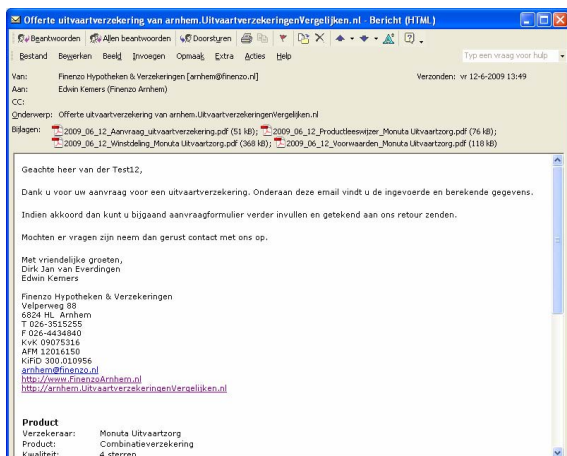 Offerte uitvaartverzekering van arnhem.UitvaartverzekeringenVergelijken.nl - Bericht (HTML)
Beantwoorden Allen beantwoorden Doorsturen
Bestand Bewerken Beeld Invoegen Opmaak Extra Acties Help Typ een vraag voor hulp
Van: Finenzo Hypotheken & Verzekeringen [arnhem@finenzo.nl] Verzonden: vr 12-6-2009 13:49
Aan: Edwin Kemers (Finenzo Arnhem)
CC:
Onderwerp: Offerte uitvaartverzekering van arnhem.UitvaartverzekeringenVergelijken.nl
Bijlagen: 2009_06_12_Aanvraag_uitvaartverzekering.pdf (51 kB); 2009_06_12_Productleeswijzer_Monuta Uitvaartzorg.pdf (76 kB);
2009_06_12_Winstdeling_Monuta Uitvaartzorg.pdf (368 kB); 2009_06_12_Voorwaarden_Monuta Uitvaartzorg.pdf (118 kB)
Geachte heer van der Test12,
Dank u voor uw aanvraag voor een uitvaartverzekering. Onderaan deze email vindt u de ingevoerde en berekende gegevens.
Indien akkoord dan kunt u bijgaand aanvraagformulier verder invullen en getekend aan ons retour zenden.
Mochten er vragen zijn neem dan gerust contact met ons op.
Met vriendelijke groeten,
Dirk Jan van Everdingen
Edwin Kemers
Finenzo Hypotheken & Verzekeringen
Velperweg 88
6824 HL Arnhem
T 026-3515255
F 026-4434840
KvK 09075316
AFM 12016150
KiFiD 300.010956
arnhem@finenzo.nl
http://www.FinenzoArnhem.nl
http://arnhem.UitvaartverzekeringenVergelijken.nl
Product
Verzekeraar: Monuta Uitvaartzorg
Product: Combinatieverzekering
Kwaliteit: 4 sterren